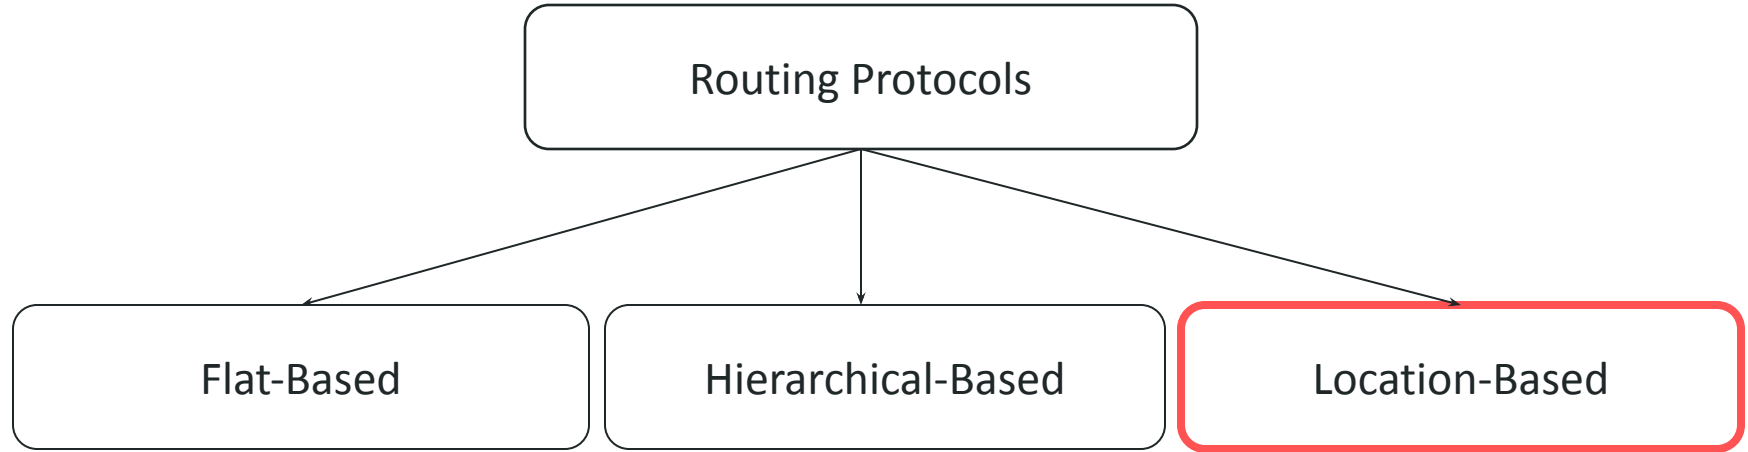 Routing Protocols
Flat-Based
Hierarchical-Based
Location-Based